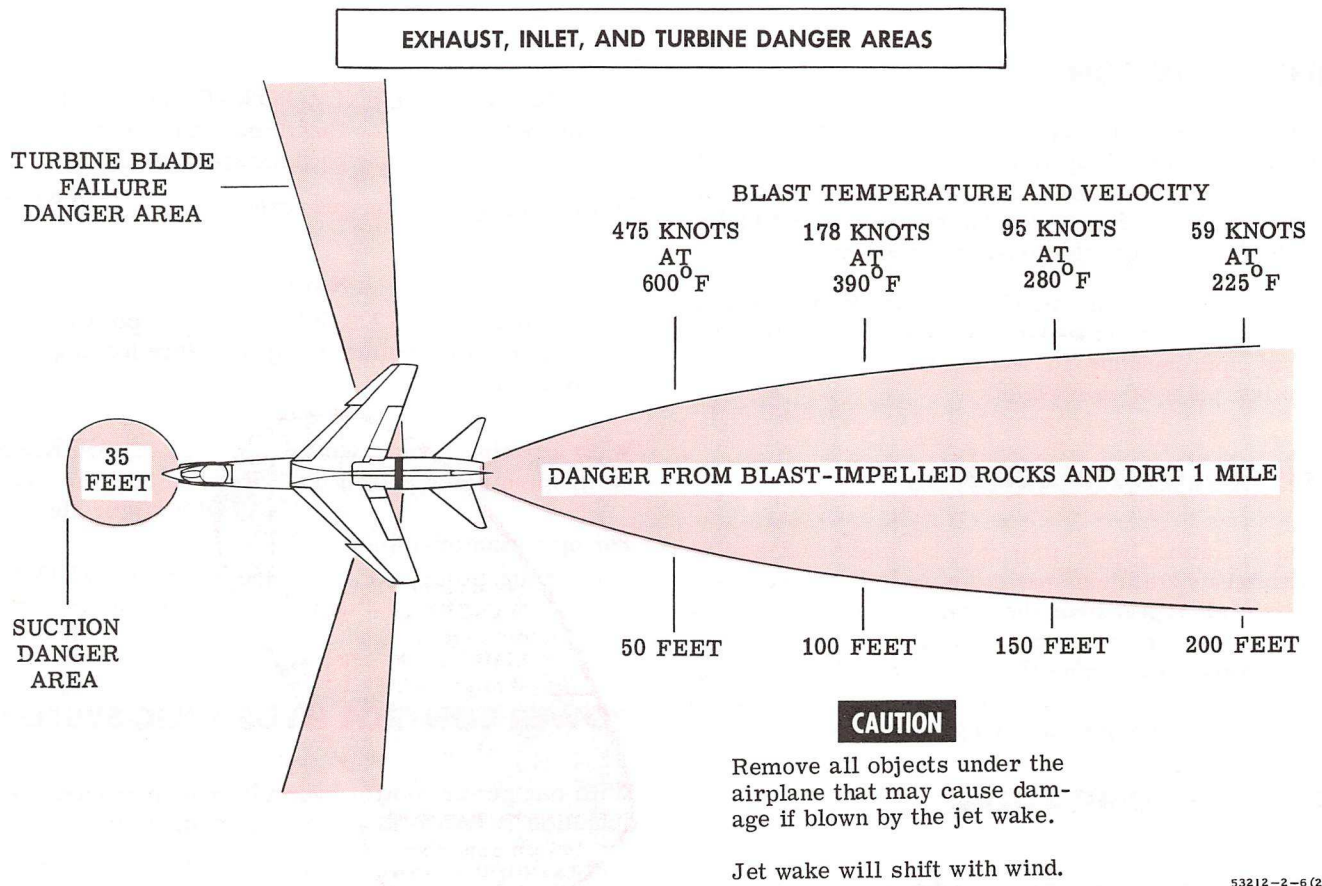 EXHAUST, INLET, AND TURBINE DANGER AREAS
TURBINE BLADE
FAILURE
DANGER AREA
BLAST TEMPERATURE AND VELOCITY
475 KNOTS
AT
600°F
178 KNOTS
AT
390°F
95 KNOTS
AT
280°F
59 KNOTS
AT
225°F
35
FEET
DANGER FROM BLAST-IMPELLED ROCKS AND DIRT 1 MILE
SUCTION
DANGER
AREA
50 FEET
100 FEET
150 FEET
200 FEET
CAUTION
Remove all objects under the
airplane that may cause dam-
age if blown by the jet wake.
Jet wake will shift with wind.
53212-2-6(2